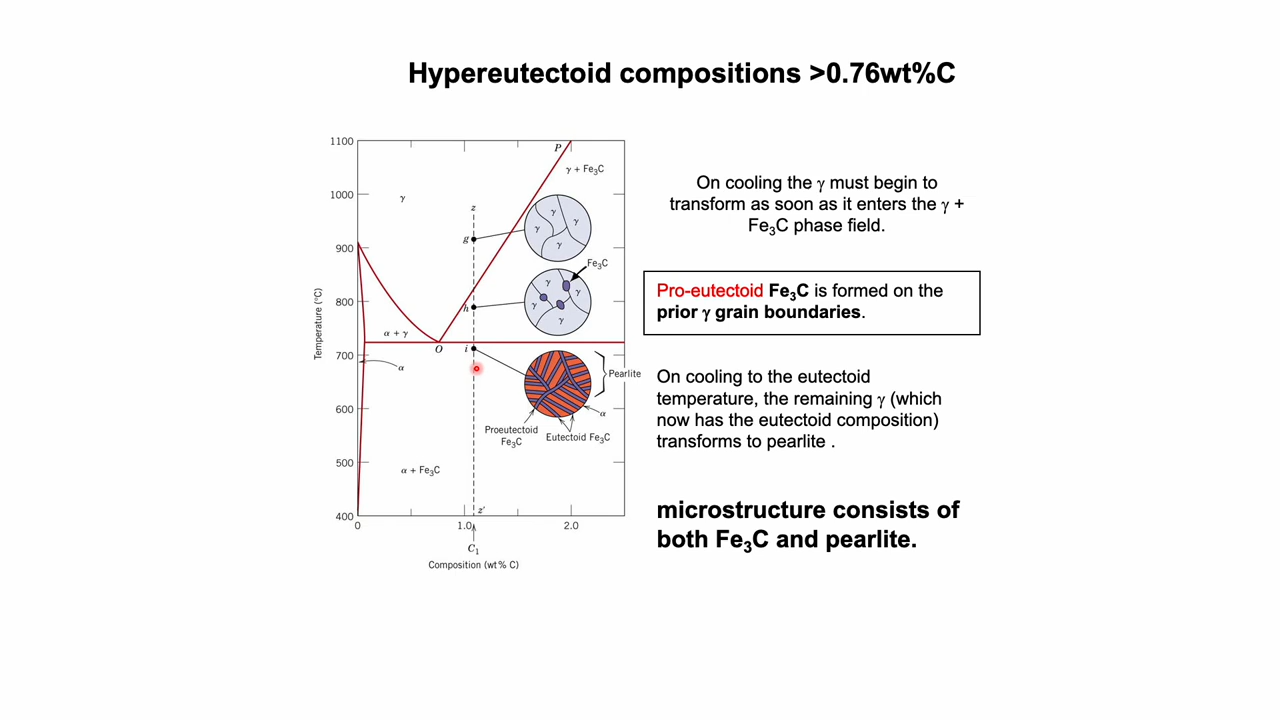 Hypereutectoid compositions >0.76wt%C
1100
1000
900
800
700
600
500
400
Temperature (°C)
0
1.0
2.0
C₁
Composition (wt% C)
P
γ + Fe₃C
γ
z
g
γ
γ
γ
γ
Fe₃C
h
γ
γ
γ
γ
α + γ
O
i
α
Pearlite
α
Proeutectoid
Fe₃C
Eutectoid Fe₃C
α + Fe₃C
z′
On cooling the γ must begin to
transform as soon as it enters the γ +
Fe₃C phase field.
Pro-eutectoid Fe₃C is formed on the
prior γ grain boundaries.
On cooling to the eutectoid
temperature, the remaining γ (which
now has the eutectoid composition)
transforms to pearlite .
microstructure consists of
both Fe₃C and pearlite.